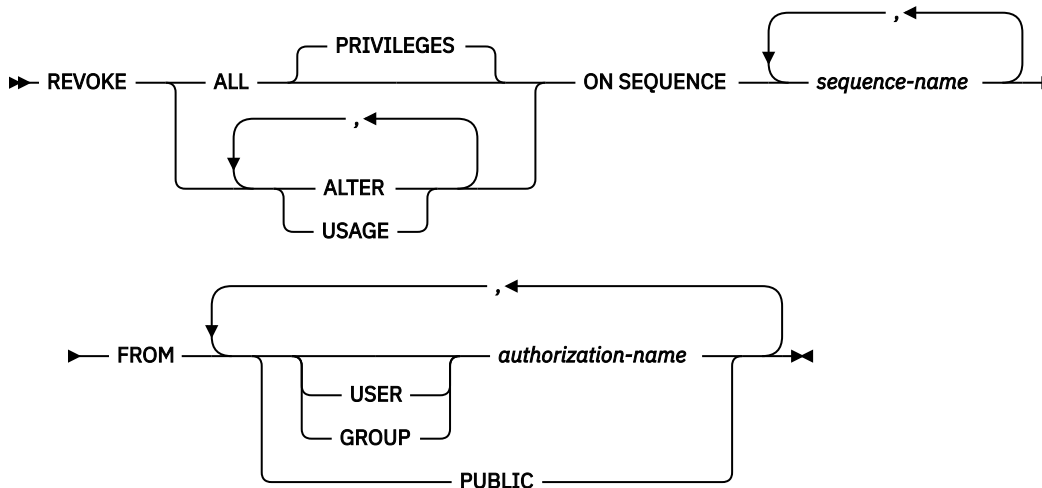 ,
PRIVILEGES
REVOKE ALL ON SEQUENCE sequence-name
,
ALTER
USAGE
,
FROM authorization-name
USER
GROUP
PUBLIC